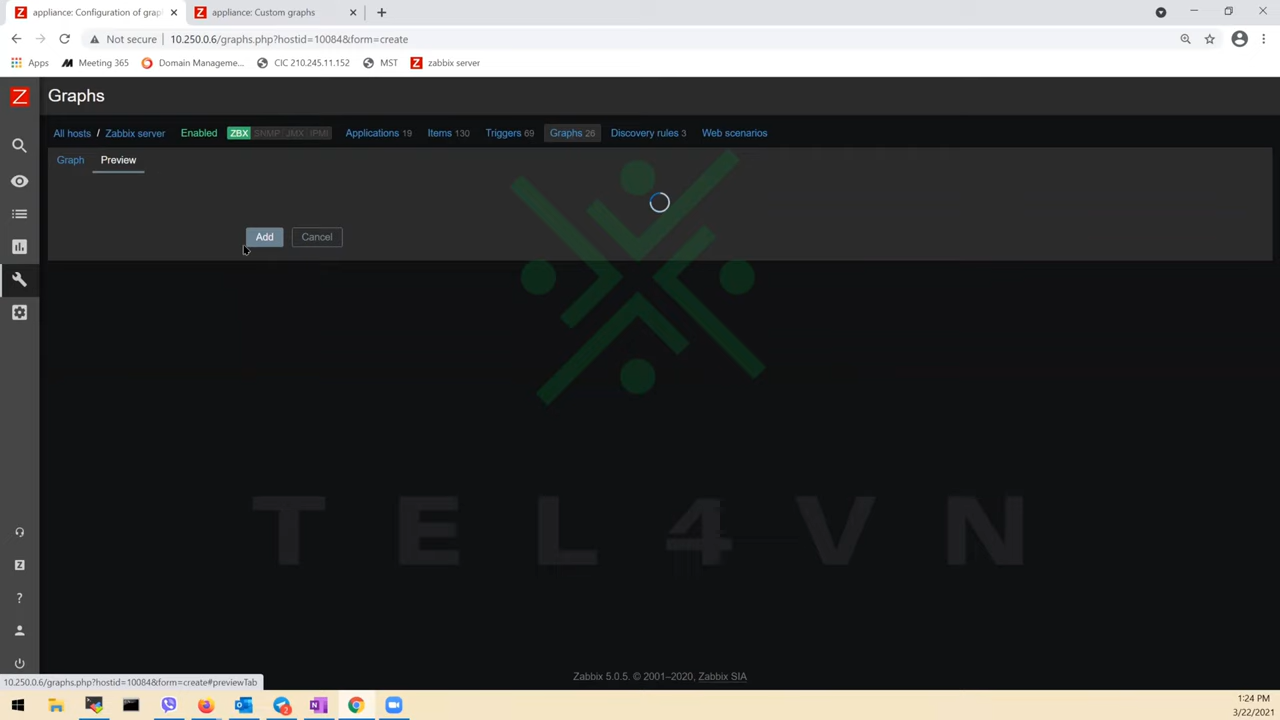 appliance: Configuration of grap
appliance: Custom graphs
Not secure
10.250.0.6/graphs.php?hostid=10084&form=create
Apps
Meeting 365
Domain Manageme...
CIC 210.245.11.152
MST
zabbix server
Z
Graphs
All hosts / Zabbix server
Enabled
ZBX SNMP JMX IPMI
Applications 19
Items 130
Triggers 69
Graphs 26
Discovery rules 3
Web scenarios
Graph
Preview
Add
Cancel
TEL4VN
Zabbix 5.0.5. © 2001–2020, Zabbix SIA
10.250.0.6/graphs.php?hostid=10084&form=create#previewTab
1:24 PM
3/22/2021